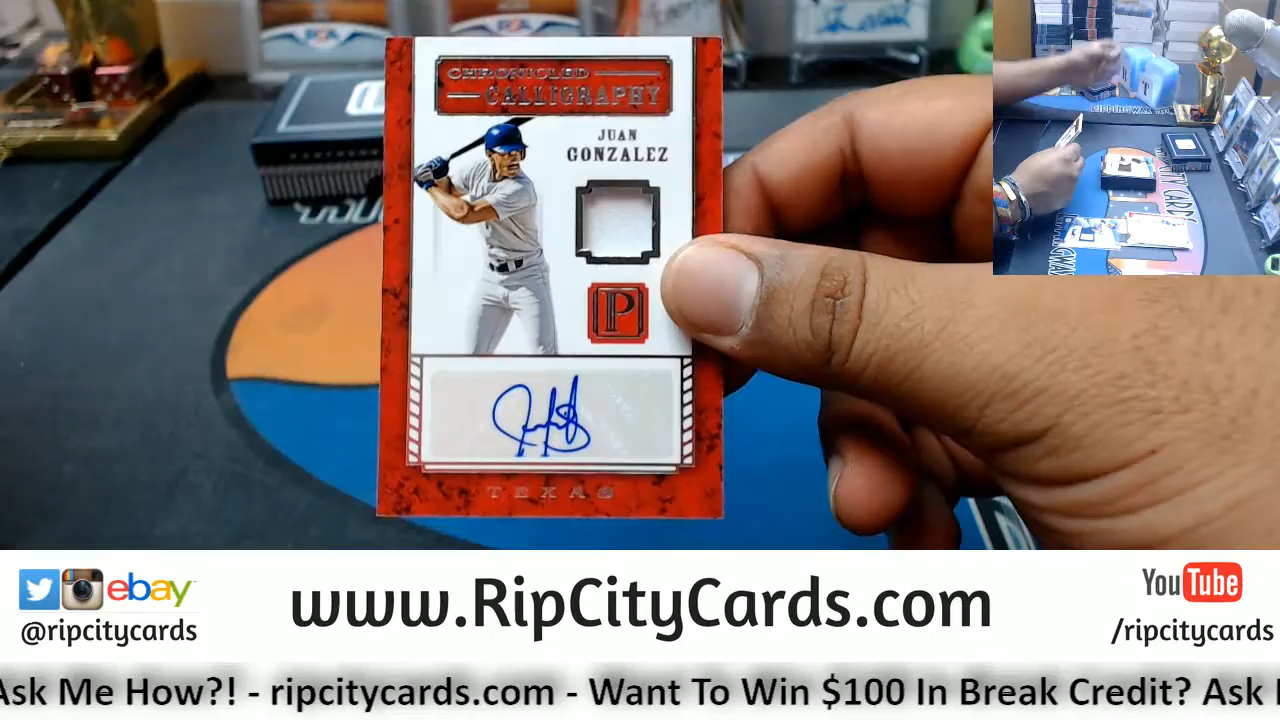 CHRONICLED
CALLIGRAPHY
JUAN
GONZALEZ
P
TEXAS
ebay
@ripcitycards
www.RipCityCards.com
YouTube
/ripcitycards
Ask Me How?! - ripcitycards.com - Want To Win $100 In Break Credit? Ask